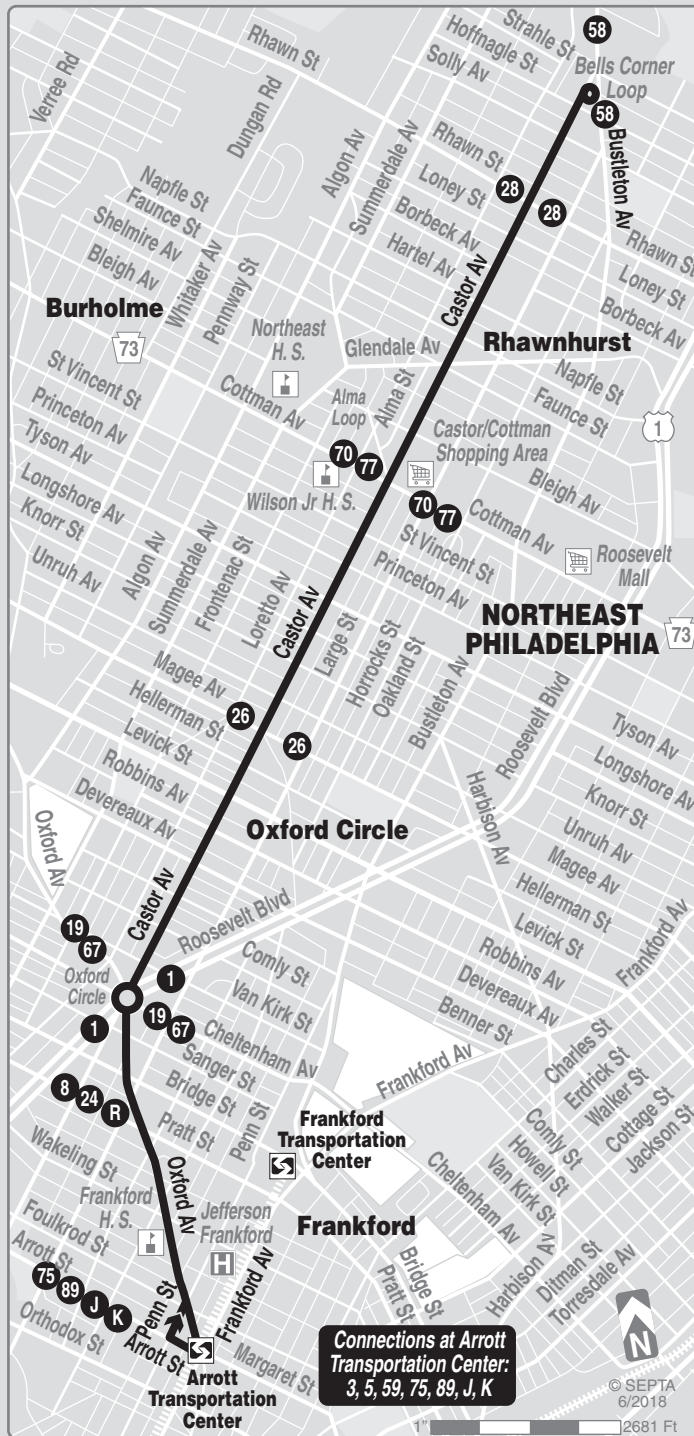 Strahle St
58
Hoffnagle St
Solly Av
Rhawn St
Bells Corner
Loop
58
Verree Rd
Dungan Rd
Algon Av
Summerdale Av
Bustleton Av
Rhawn St
28
Loney St
28
Borbeck Av
Hartel Av
Napfle St
Faunce St
Shelmire Av
Bleigh Av
Whitaker Av
Pennway St
Castor Av
Rhawn St
Loney St
Borbeck Av
Burholme
73
Northeast
H. S.
Glendale Av
Rhawnhurst
Napfle St
Faunce St
1
St Vincent St
Princeton Av
Tyson Av
Longshore Av
Knorr St
Unruh Av
Cottman Av
Alma
Loop
Alma St
Castor/Cottman
Shopping Area
70
77
Wilson Jr H. S.
70
77
Bleigh Av
Cottman Av
St Vincent St
Princeton Av
Roosevelt
Mall
Algon Av
Summerdale Av
Frontenac St
Loretto Av
Castor Av
Large St
Horrocks St
Oakland St
Bustleton Av
NORTHEAST
PHILADELPHIA
73
Magee Av
Hellerman St
Levick St
Robbins Av
Devereaux Av
26
26
Roosevelt Blvd
Harbison Av
Tyson Av
Longshore Av
Knorr St
Unruh Av
Magee Av
Hellerman St
Levick St
Robbins Av
Devereaux Av
Benner St
Oxford Circle
Oxford Av
Castor Av
Roosevelt Blvd
Frankford Av
19
67
Oxford
Circle
1
1
19
67
Comly St
Van Kirk St
Cheltenham Av
Sanger St
Bridge St
Pratt St
Penn St
Frankford Av
Charles St
Erdrick St
Walker St
Cottage St
Jackson St
8
24
R
Wakeling St
Frankford
H. S.
Foulkrod St
Arrott St
Oxford Av
Frankford
Transportation
Center
Jefferson
Frankford
H
Frankford
Comly St
Howell St
Van Kirk St
Cheltenham Av
Harbison Av
Ditman St
Torresdale Av
Bridge St
Pratt St
75
89
J
K
Orthodox St
Penn St
Arrott St
Frankford Av
Margaret St
Arrott
Transportation
Center
Connections at Arrott
Transportation Center:
3, 5, 59, 75, 89, J, K
N
© SEPTA
6/2018
1" 2681 Ft